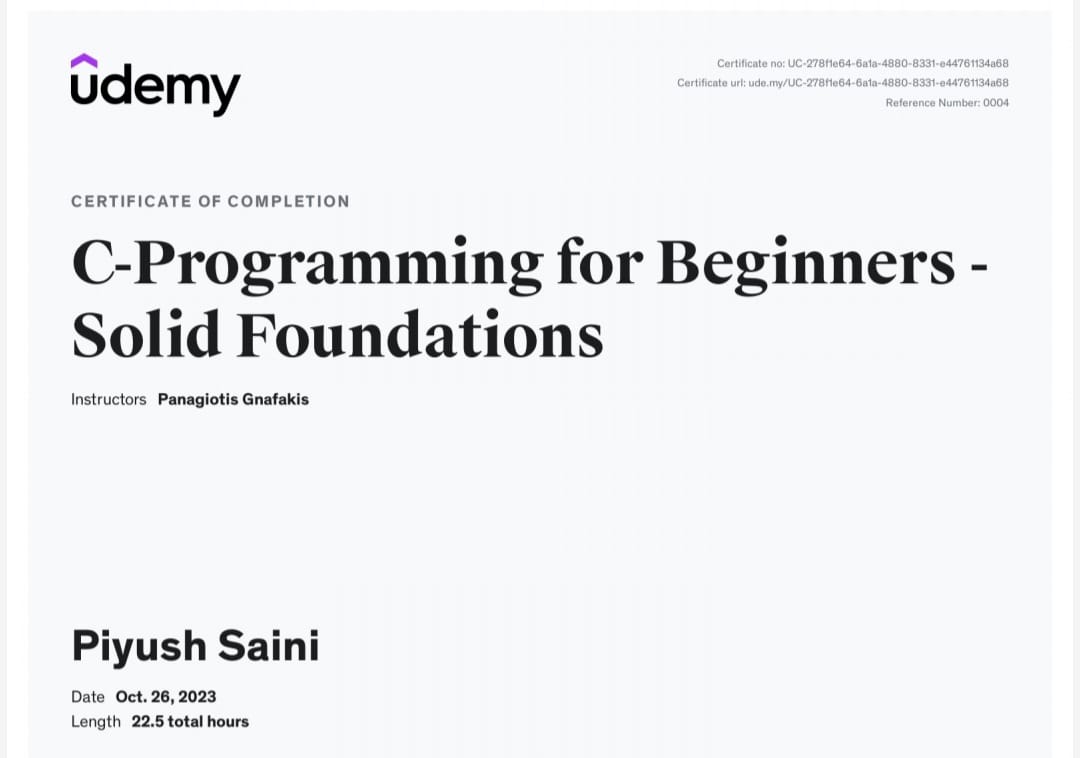 udemy
Certificate no: UC-278f1e64-6a1a-4880-8331-e44761134a68
Certificate url: ude.my/UC-278f1e64-6a1a-4880-8331-e44761134a68
Reference Number: 0004
CERTIFICATE OF COMPLETION
C-Programming for Beginners -
Solid Foundations
Instructors Panagiotis Gnafakis
Piyush Saini
Date Oct. 26, 2023
Length 22.5 total hours